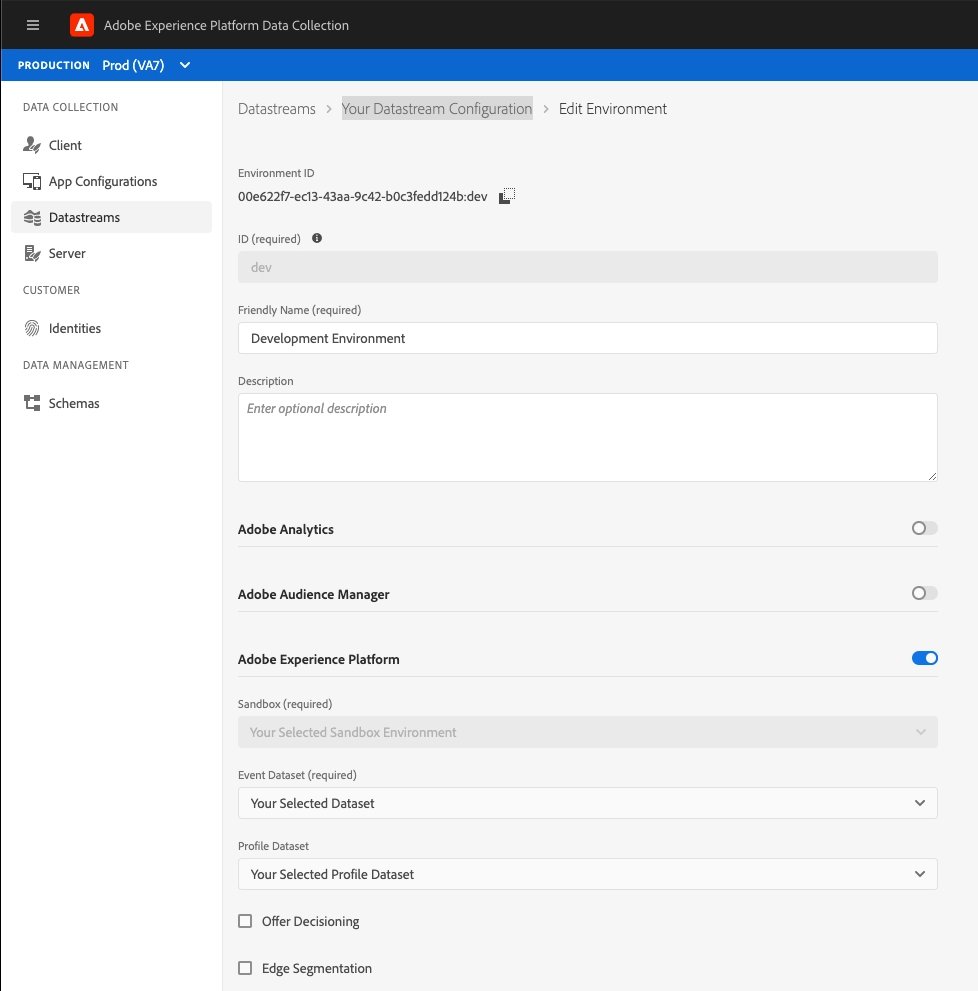 Adobe Experience Platform Data Collection
PRODUCTION Prod (VA7)
DATA COLLECTION
Client
App Configurations
Datastreams
Server
CUSTOMER
Identities
DATA MANAGEMENT
Schemas
Datastreams > Your Datastream Configuration > Edit Environment
Environment ID
00e622f7-ec13-43aa-9c42-b0c3fedd124b:dev
ID (required)
dev
Friendly Name (required)
Development Environment
Description
Enter optional description
Adobe Analytics
Adobe Audience Manager
Adobe Experience Platform
Sandbox (required)
Your Selected Sandbox Environment
Event Dataset (required)
Your Selected Dataset
Profile Dataset
Your Selected Profile Dataset
Offer Decisioning
Edge Segmentation